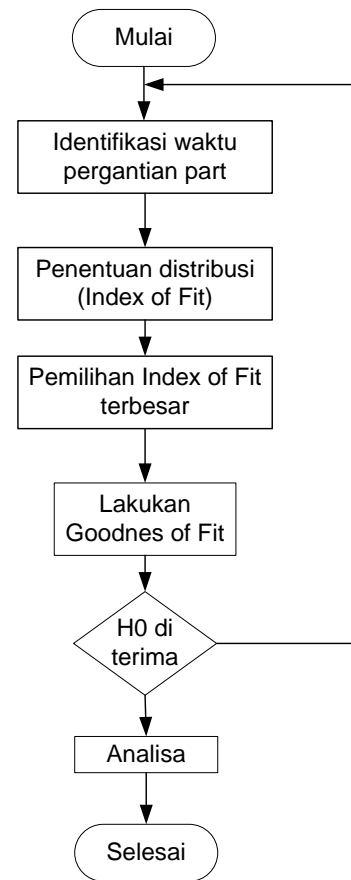 Mulai
Identifikasi waktu
pergantian part
Penentuan distribusi
(Index of Fit)
Pemilihan Index of Fit
terbesar
Lakukan
Goodnes of Fit
H0 di
terima
Analisa
Selesai